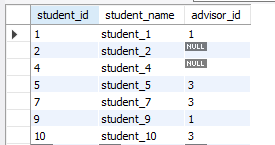 student_id student_name advisor_id
1 student_1 1
2 student_2 NULL
4 student_4 NULL
5 student_5 3
7 student_7 3
9 student_9 1
10 student_10 3